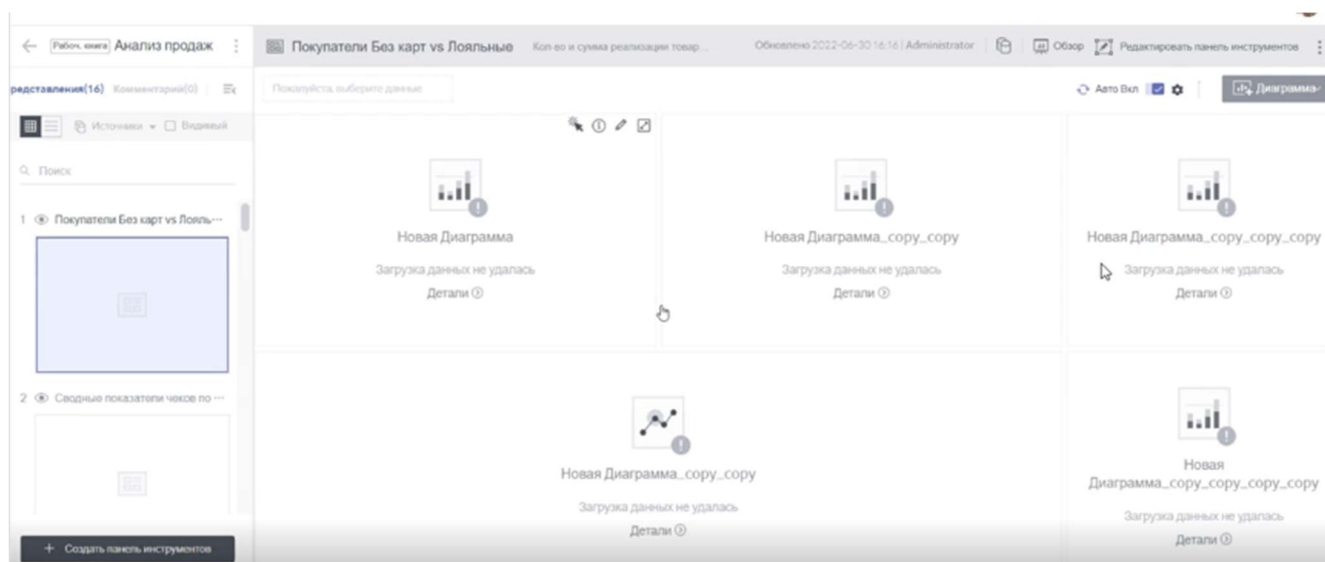 Рабоч. книга Анализ продаж
Покупатели Без карт vs Лояльные Кол-во и сумма реализации товар... Обновлено 2022-06-30 16:16 | Administrator Обзор Редактировать панель инструментов
редставления(16) Комментарий(0)
Пожалуйста, выберите данные
Авто Вкл Диаграмма
Источники Видимый
Поиск
1 Покупатели Без карт vs Лояль···
Новая Диаграмма
Загрузка данных не удалась
Детали
Новая Диаграмма_copy_copy
Загрузка данных не удалась
Детали
Новая Диаграмма_copy_copy_copy
Загрузка данных не удалась
Детали
2 Сводные показатели чеков по ···
Новая Диаграмма_copy_copy
Загрузка данных не удалась
Детали
Новая
Диаграмма_copy_copy_copy_copy
Загрузка данных не удалась
Детали
+ Создать панель инструментов